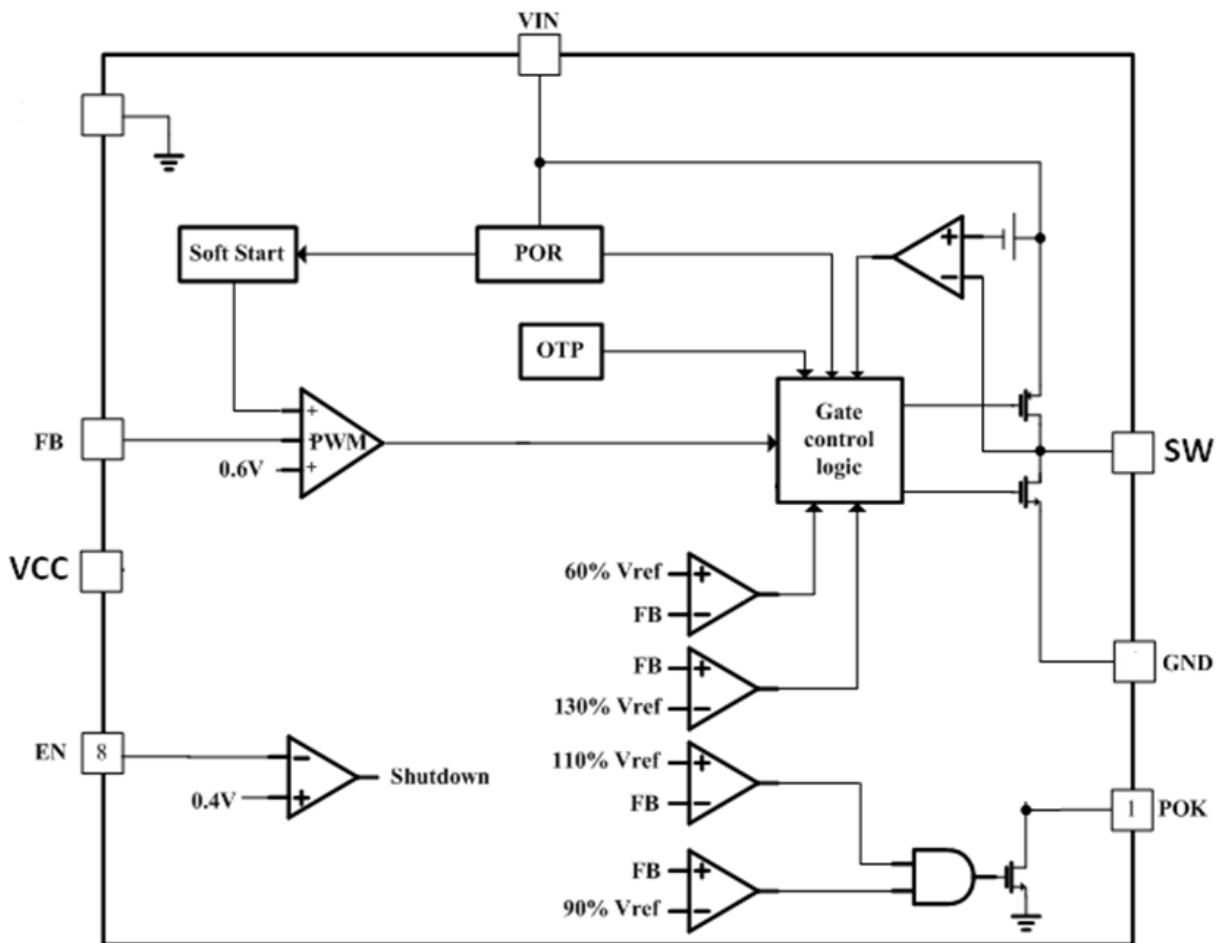 VIN
Soft Start
POR
+
−
OTP
Gate
control
logic
+
FB
PWM
0.6V
+
SW
VCC
60% Vref
+
FB
−
GND
FB
+
130% Vref
−
EN
8
−
0.4V
+
Shutdown
110% Vref
+
FB
−
1
POK
FB
+
90% Vref
−